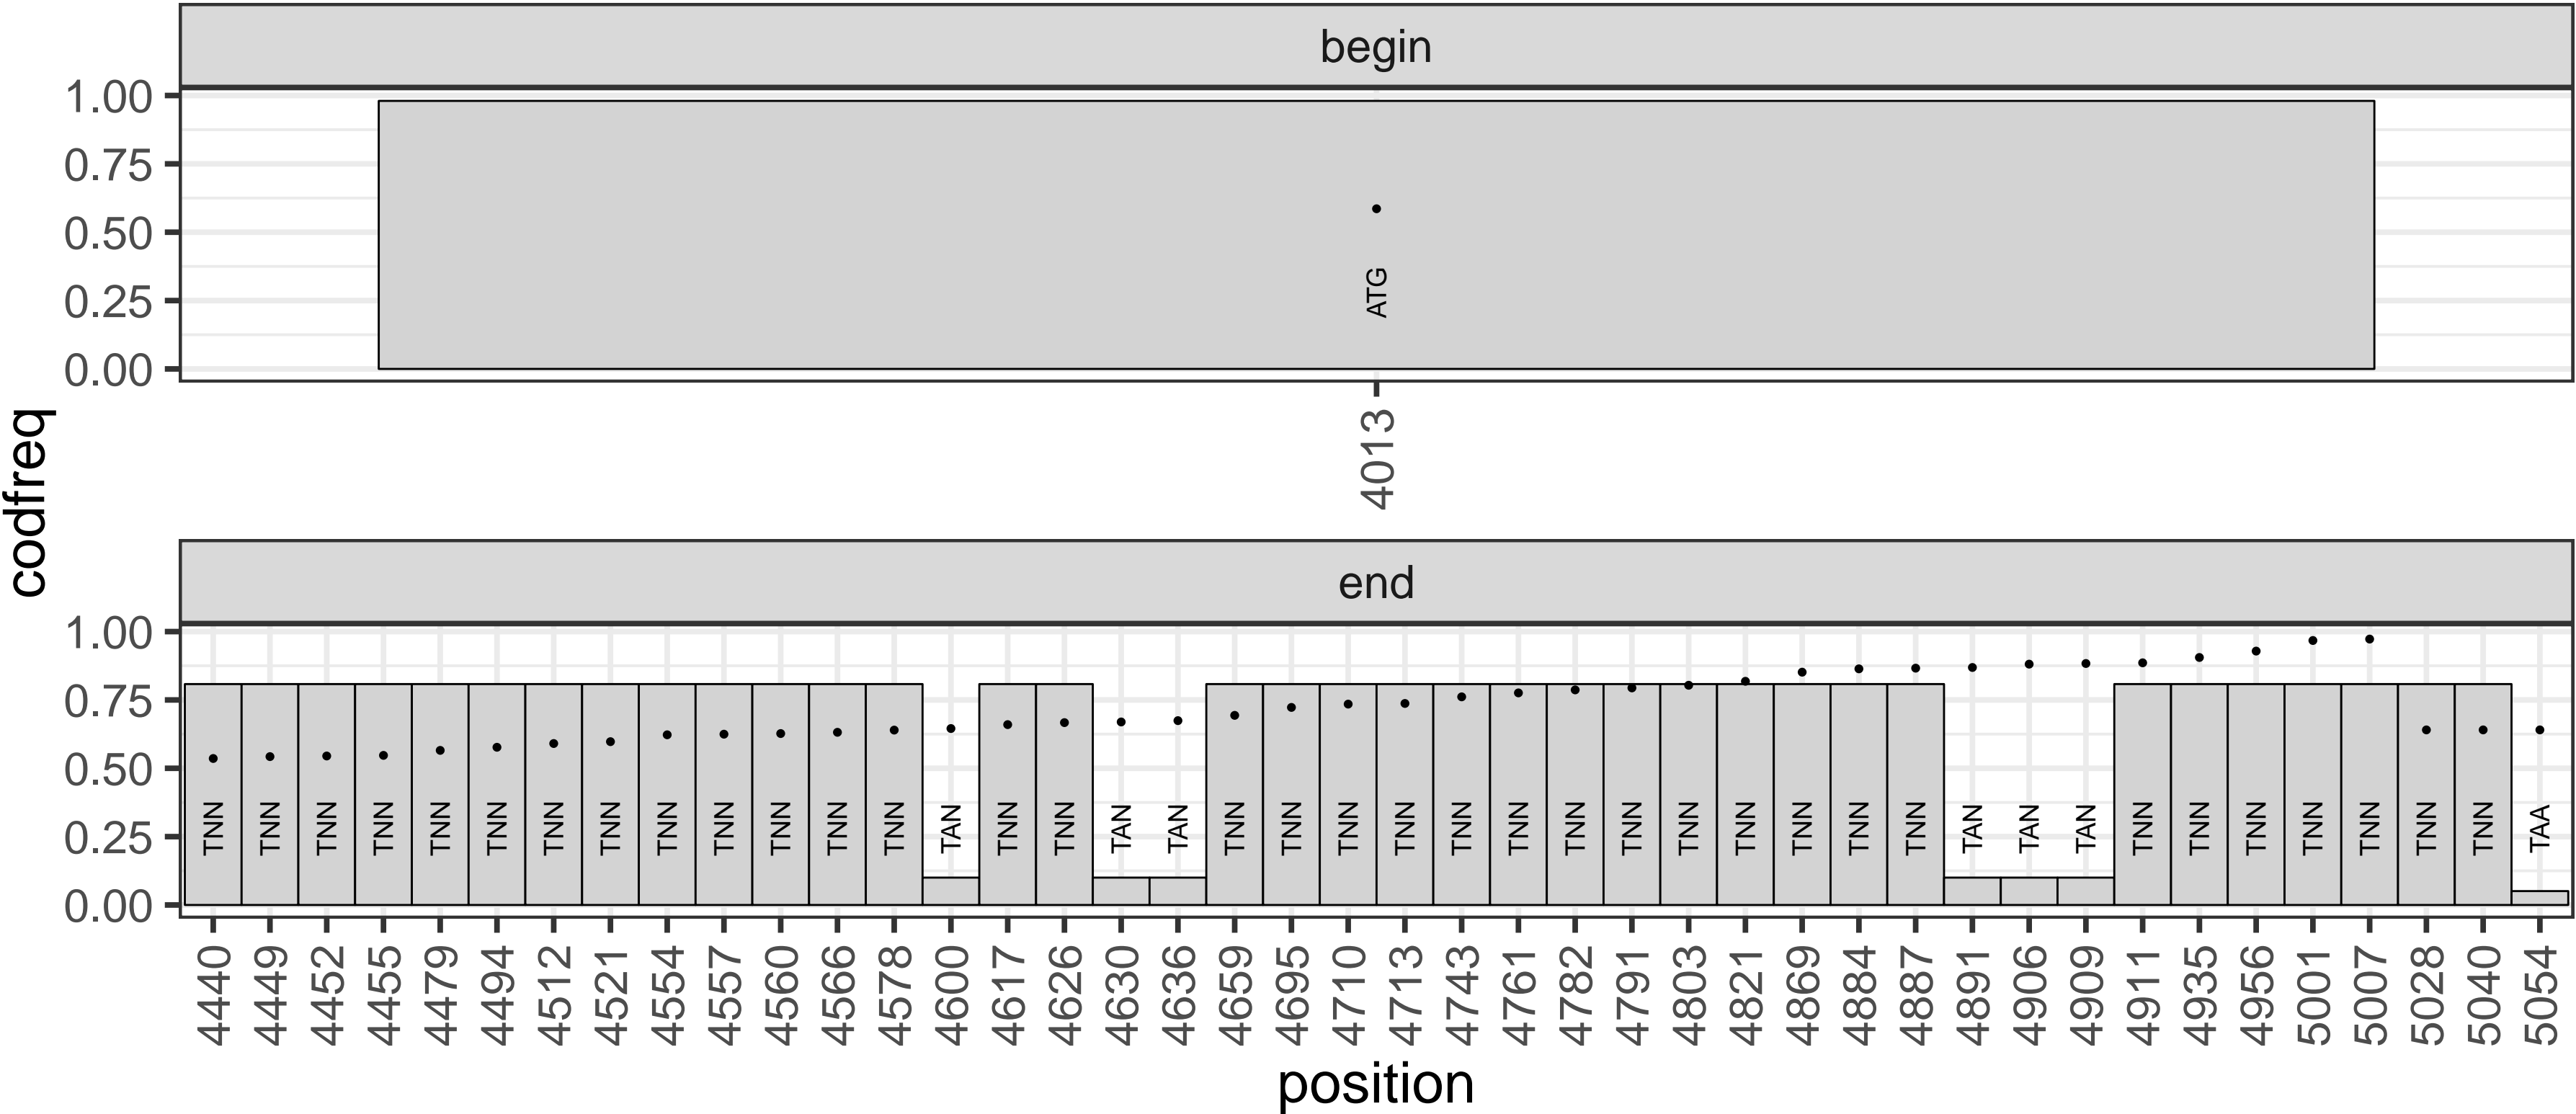 begin
1.00
0.75
0.50
0.25
0.00
ATG
4013
codfreq
end
1.00
0.75
0.50
0.25
0.00
TNN TNN TNN TNN TNN TNN TNN TNN TNN TNN TNN TNN TNN TAN TNN TNN TAN TAN TNN TNN TNN TNN TNN TNN TNN TNN TNN TNN TNN TNN TNN TAN TAN TAN TNN TNN TNN TNN TNN TNN TNN TAA
4440 4449 4452 4455 4479 4494 4512 4521 4554 4557 4560 4566 4578 4600 4617 4626 4630 4636 4659 4695 4710 4713 4743 4761 4782 4791 4803 4821 4869 4884 4887 4891 4906 4909 4911 4935 4956 5001 5007 5028 5040 5054
position